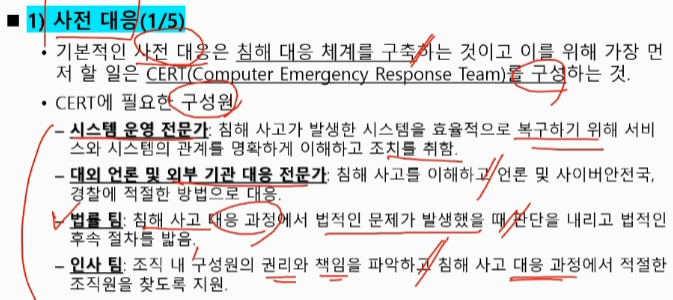 ■ 1) 사전 대응(1/5)
• 기본적인 사전 대응은 침해 대응 체계를 구축하는 것이고 이를 위해 가장 먼
저 할 일은 CERT(Computer Emergency Response Team)를 구성하는 것.
• CERT에 필요한 구성원
– 시스템 운영 전문가: 침해 사고가 발생한 시스템을 효율적으로 복구하기 위해 서비
스와 시스템의 관계를 명확하게 이해하고 조치를 취함.
– 대외 언론 및 외부 기관 대응 전문가: 침해 사고를 이해하고 언론 및 사이버안전국,
경찰에 적절한 방법으로 대응.
– 법률 팀: 침해 사고 대응 과정에서 법적인 문제가 발생했을 때 판단을 내리고 법적인
후속 절차를 밟음.
– 인사 팀: 조직 내 구성원의 권리와 책임을 파악하고 침해 사고 대응 과정에서 적절한
조직원을 찾도록 지원.